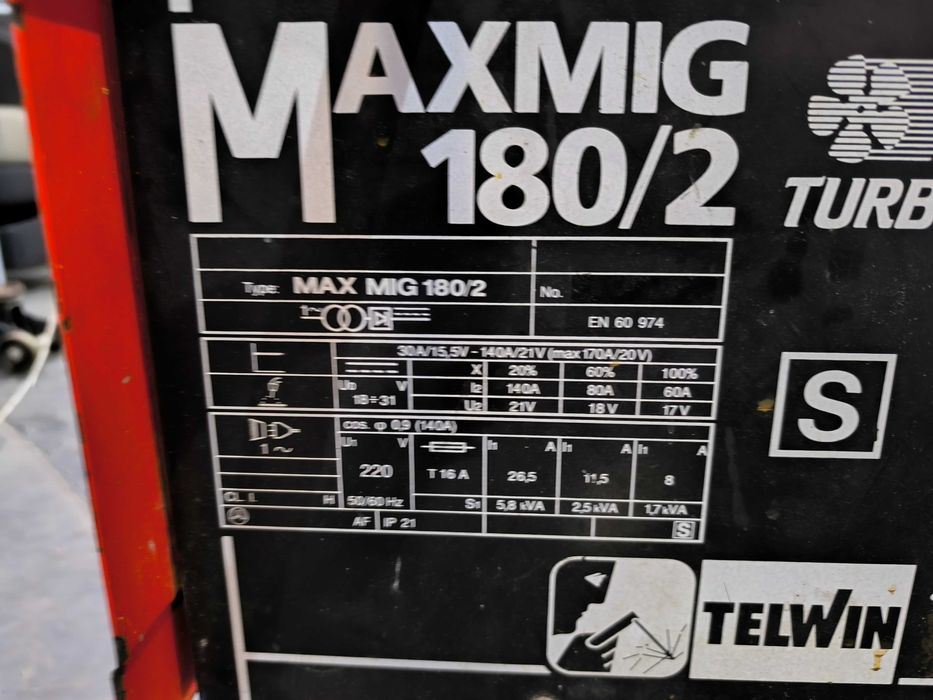 MAXMIG
180/2
TURB
Type: MAX MIG 180/2 No.
1~ EN 60 974
30A/15,5V - 140A/21V (max 170A/20V)
X 20% 60% 100%
U0 V I2 140A 80A 60A
18÷31 U2 21V 18V 17V
cos. φ 0,9 (140A)
1~ U1 V I1 A I1 A I1 A
220 T 16 A 26,5 11,5 8
CL. I. H 50/60 Hz S1 5,8 kVA 2,5 kVA 1,7 kVA
AF IP 21 S
S
TELWIN